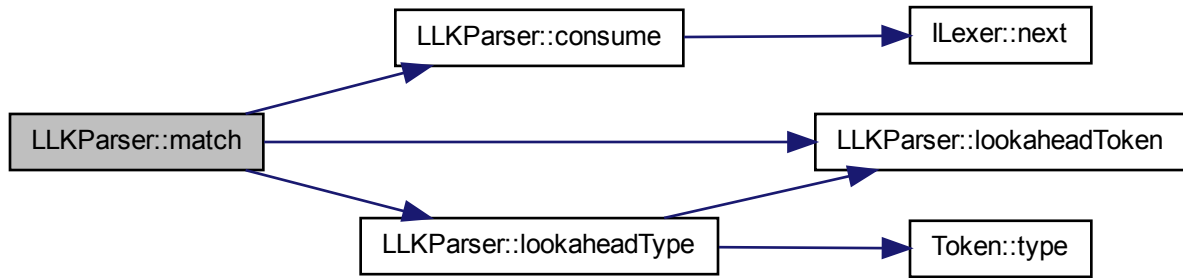 LLKParser::consume
ILexer::next
LLKParser::match
LLKParser::lookaheadToken
LLKParser::lookaheadType
Token::type